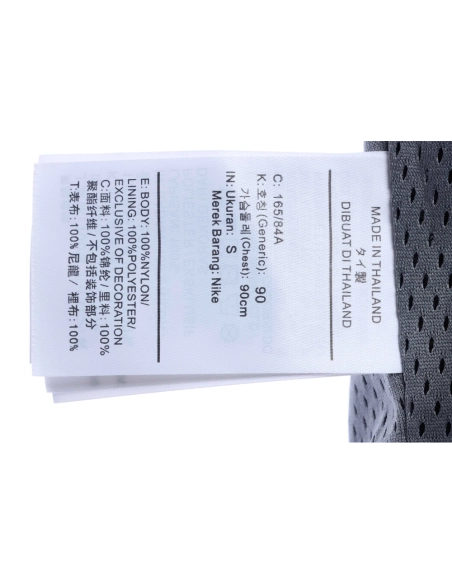 MADE IN THAILAND
タイ製
DIBUAT DI THAILAND
C: 165/84A
K: 호칭(Generic): 90
가슴둘레(Chest): 90cm
IN: Ukuran: S
Merek Barang: Nike
E: BODY: 100%NYLON/
LINING: 100%POLYESTER/
EXCLUSIVE OF DECORATION
C:面料: 100%锦纶/里料: 100%
聚酯纤维/不包括装饰部分
T:表布: 100% 尼龍 / 裡布: 100%